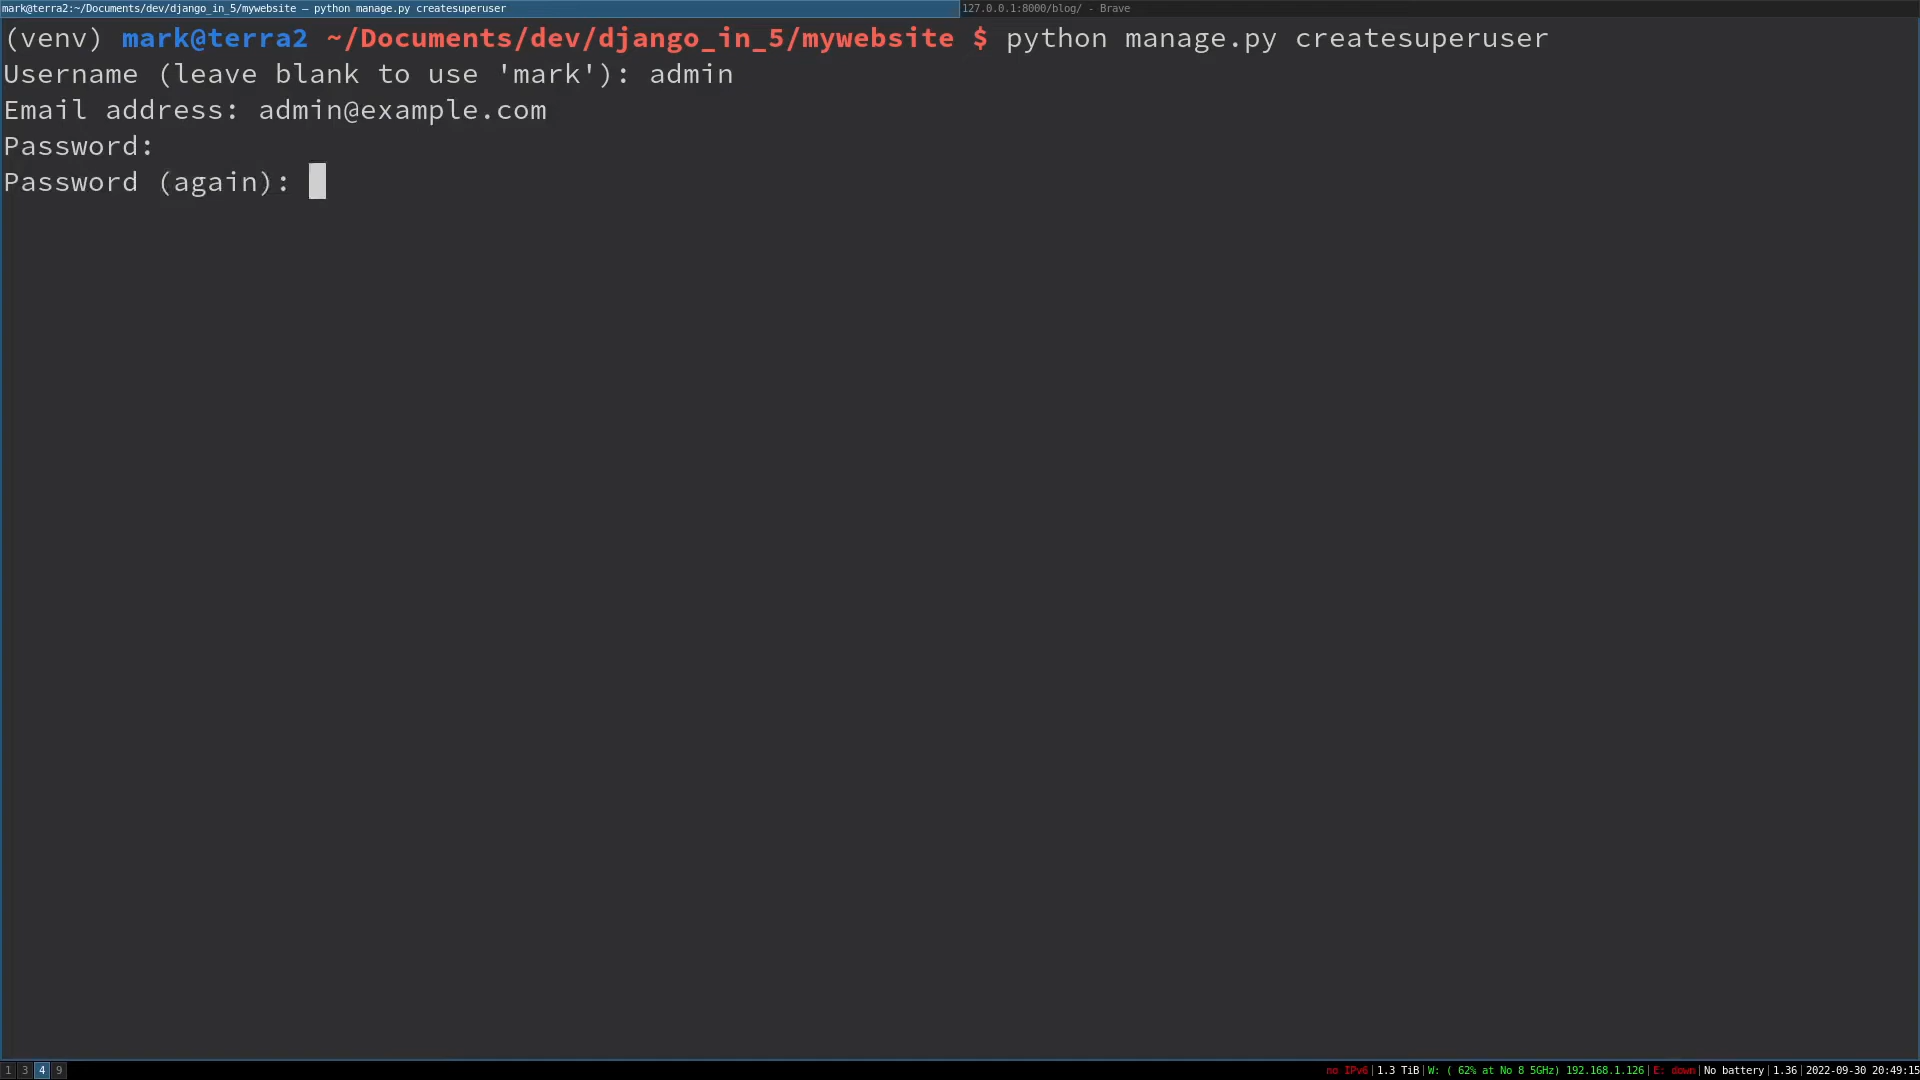 mark@terra2:~/Documents/dev/django_in_5/mywebsite — python manage.py createsuperuser
127.0.0.1:8000/blog/ - Brave
(venv) mark@terra2 ~/Documents/dev/django_in_5/mywebsite $ python manage.py createsuperuser
Username (leave blank to use 'mark'): admin
Email address: admin@example.com
Password:
Password (again):
1 3 4 9
no IPv6|1.3 TiB|W: ( 62% at No 8 5GHz) 192.168.1.126|E: down|No battery|1.36|2022-09-30 20:49:15